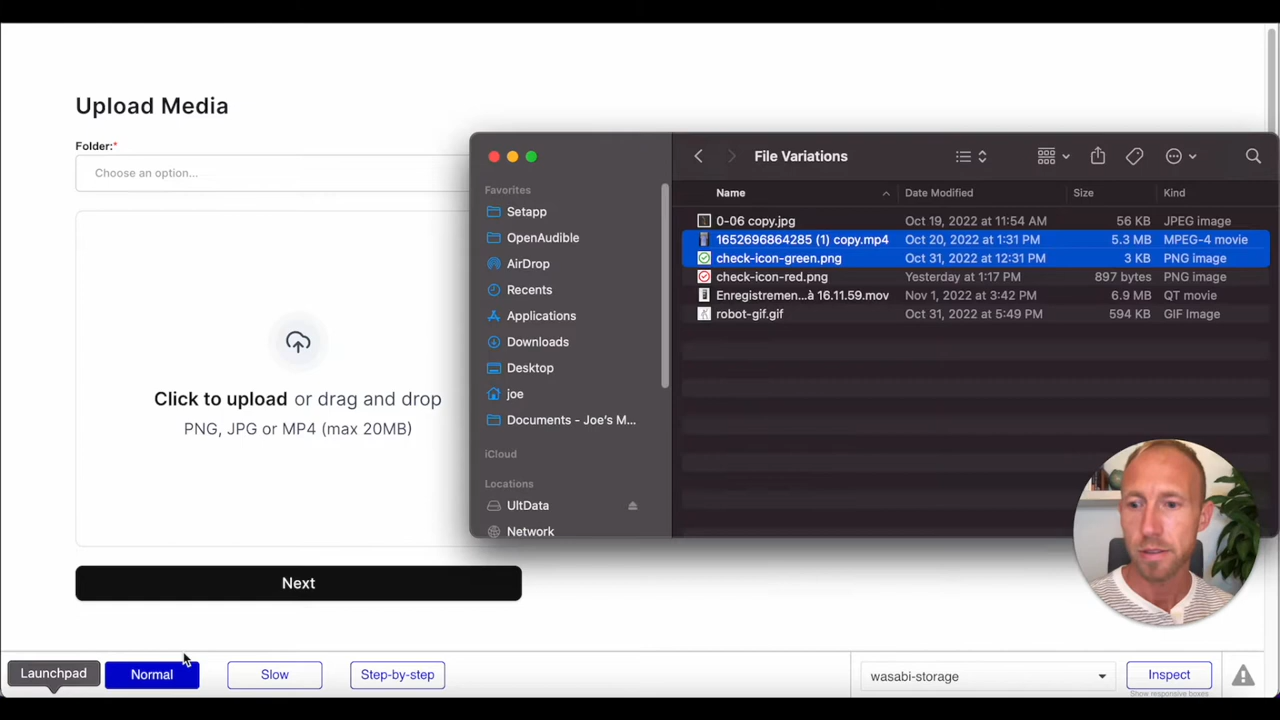 Upload Media
Folder:*
Choose an option...
Click to upload or drag and drop
PNG, JPG or MP4 (max 20MB)
Next
File Variations
Favorites
Setapp
OpenAudible
AirDrop
Recents
Applications
Downloads
Desktop
joe
Documents - Joe's M...
iCloud
Locations
UltData
Network
Name Date Modified Size Kind
0-06 copy.jpg Oct 19, 2022 at 11:54 AM 56 KB JPEG image
1652696864285 (1) copy.mp4 Oct 20, 2022 at 1:31 PM 5.3 MB MPEG-4 movie
check-icon-green.png Oct 31, 2022 at 12:31 PM 3 KB PNG image
check-icon-red.png Yesterday at 1:17 PM 897 bytes PNG image
Enregistremen...à 16.11.59.mov Nov 1, 2022 at 3:42 PM 6.9 MB QT movie
robot-gif.gif Oct 31, 2022 at 5:49 PM 594 KB GIF Image
Launchpad
Normal
Slow
Step-by-step
wasabi-storage
Inspect
Show responsive boxes